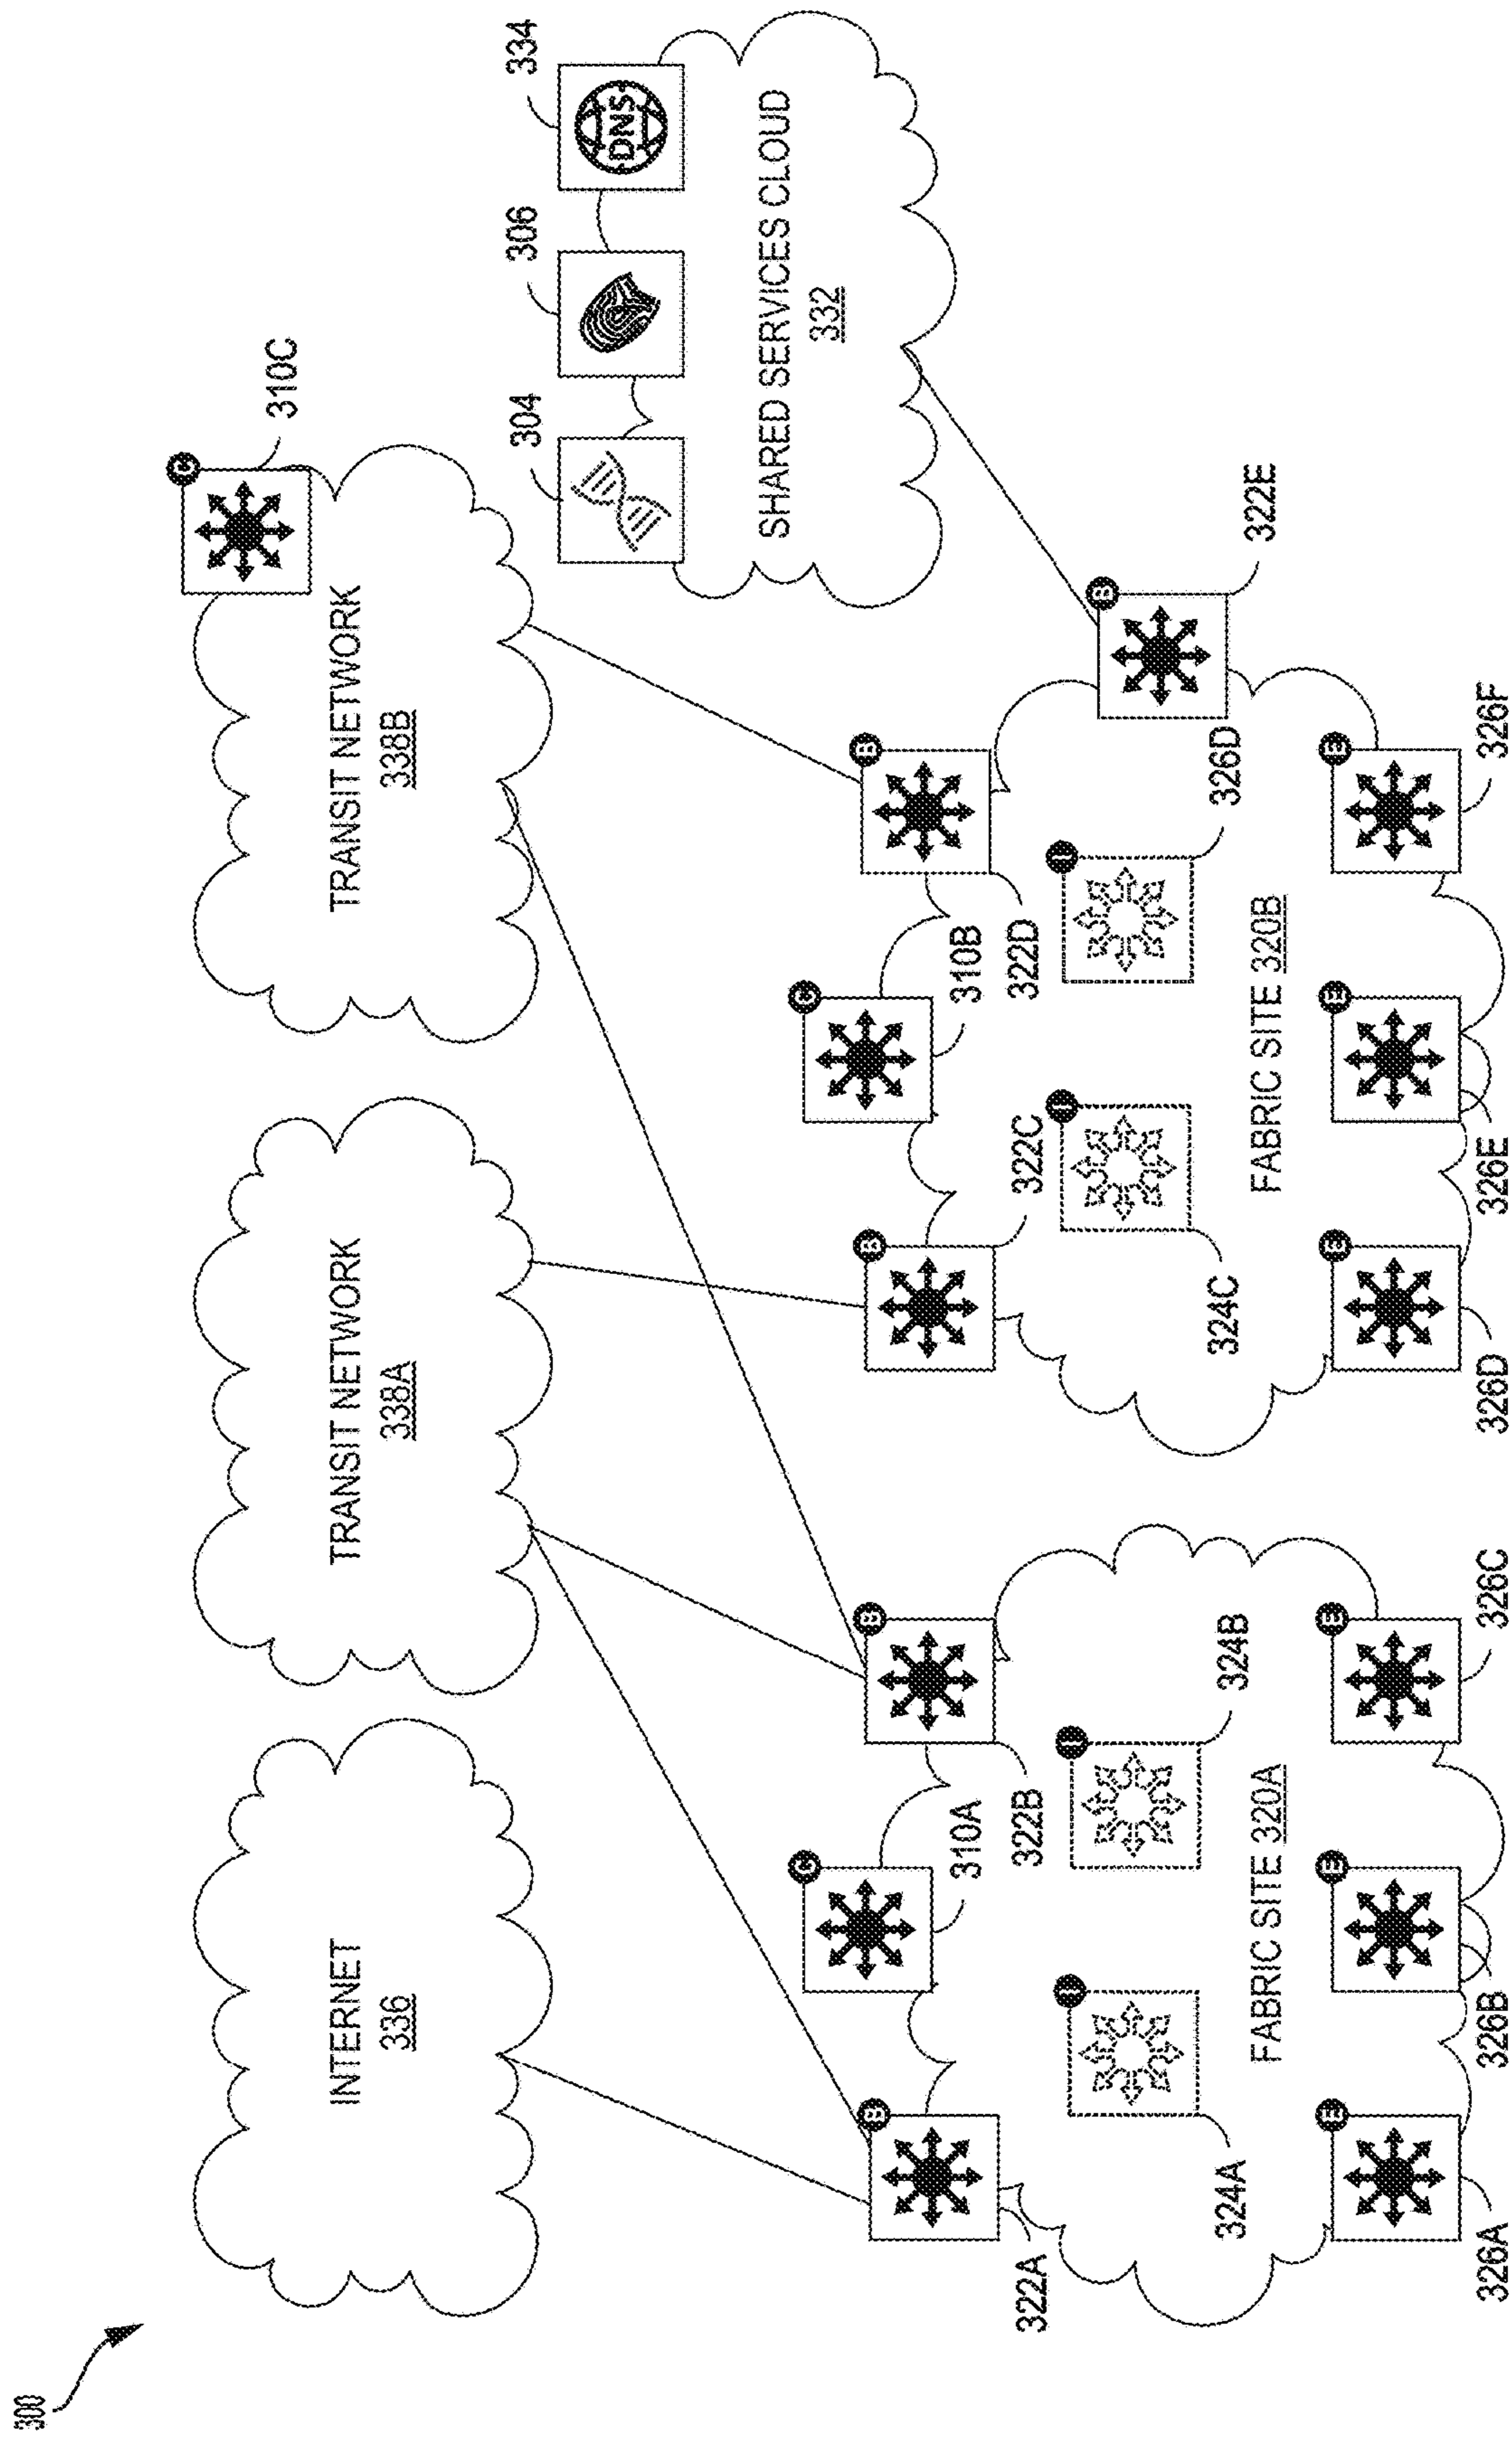 300
C
310C
INTERNET
336
TRANSIT NETWORK
338A
TRANSIT NETWORK
338B
304
306
334
DNS
SHARED SERVICES CLOUD
332
C
C
B
B
B
B
310A
310B
322A
322B
322C
322D
I
I
I
I
B
324A
324B
324C
326D
322E
FABRIC SITE 320A
FABRIC SITE 320B
E
E
E
E
E
E
326A
326B
326C
326D
326E
326F